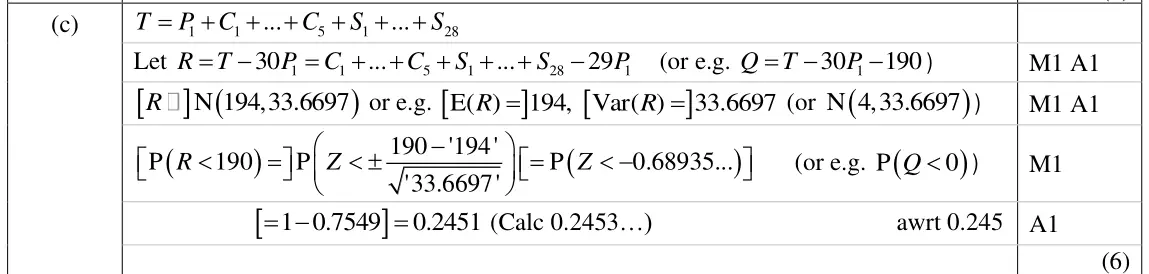 (c) T = P₁ + C₁ + ... + C₅ + S₁ + ... + S₂₈
Let R = T − 30P₁ = C₁ + ... + C₅ + S₁ + ... + S₂₈ − 29P₁ (or e.g. Q = T − 30P₁ − 190) M1 A1
[R □]N(194,33.6697) or e.g. [E(R) =]194, [Var(R) =]33.6697 (or N(4,33.6697)) M1 A1
[P(R < 190) =]P(Z < ± (190 − '194')/√'33.6697')[= P(Z < −0.68935...)] (or e.g. P(Q < 0)) M1
[= 1 − 0.7549] = 0.2451 (Calc 0.2453…) awrt 0.245 A1
(6)